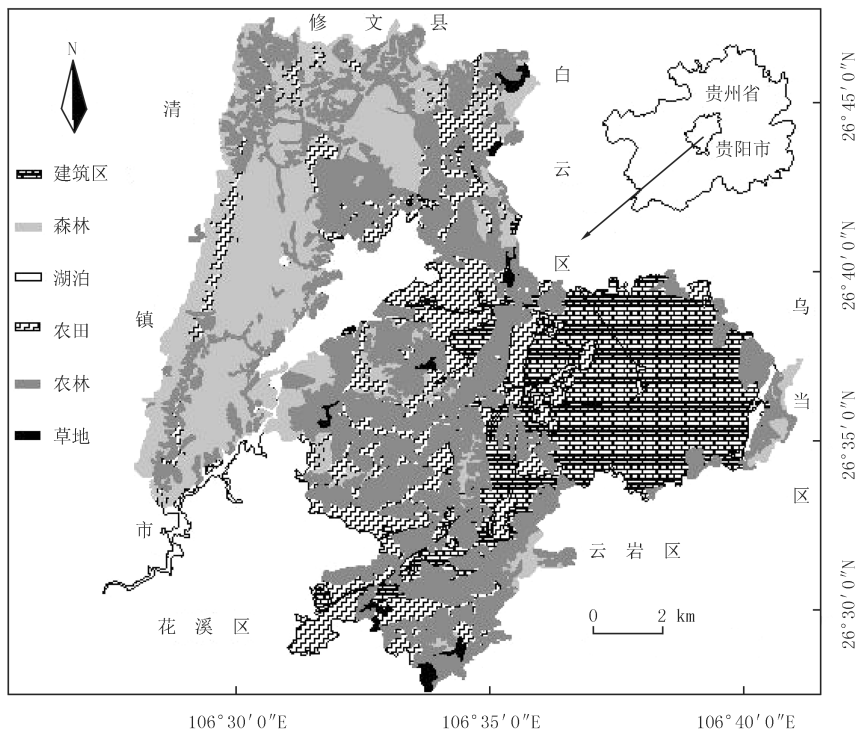 修 文 县
白
云
区
清
镇
市
贵州省
贵阳市
N
建筑区
森林
湖泊
农田
农林
草地
乌
当
区
云 岩 区
花 溪 区
0 2 km
26°45′0″N
26°40′0″N
26°35′0″N
26°30′0″N
106°30′0″E
106°35′0″E
106°40′0″E